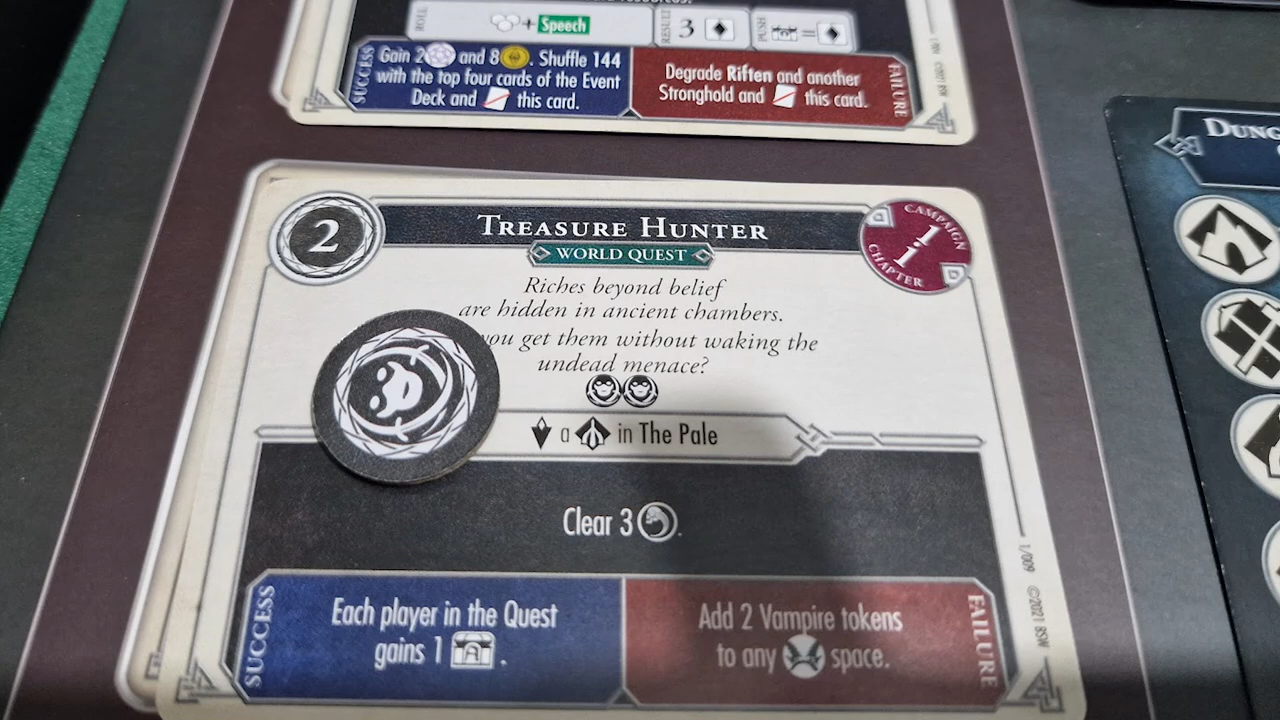 ROLL
+ Speech
RESULT
3
PUSH
=
SUCCESS
Gain 2 and 8. Shuffle 144
with the top four cards of the Event
Deck and this card.
Degrade Riften and another
Stronghold and this card.
FAILURE
2
TREASURE HUNTER
CAMPAIGN
1
1
CHAPTER
WORLD QUEST
Riches beyond belief
are hidden in ancient chambers.
you get them without waking the
undead menace?
a in The Pale
Clear 3.
SUCCESS
Each player in the Quest
gains 1.
Add 2 Vampire tokens
to any space.
FAILURE
1/009 ©2021 BSW
DUNG